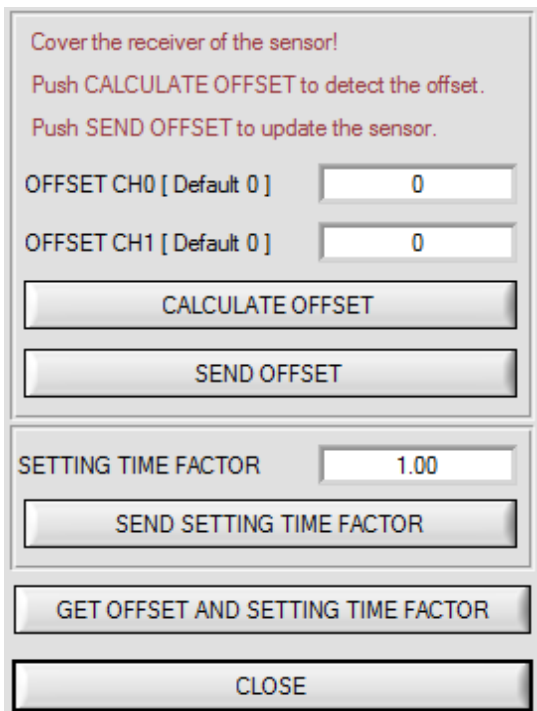 Cover the receiver of the sensor!
Push CALCULATE OFFSET to detect the offset.
Push SEND OFFSET to update the sensor.
OFFSET CH0 [ Default 0 ] 0
OFFSET CH1 [ Default 0 ] 0
CALCULATE OFFSET
SEND OFFSET
SETTING TIME FACTOR 1.00
SEND SETTING TIME FACTOR
GET OFFSET AND SETTING TIME FACTOR
CLOSE